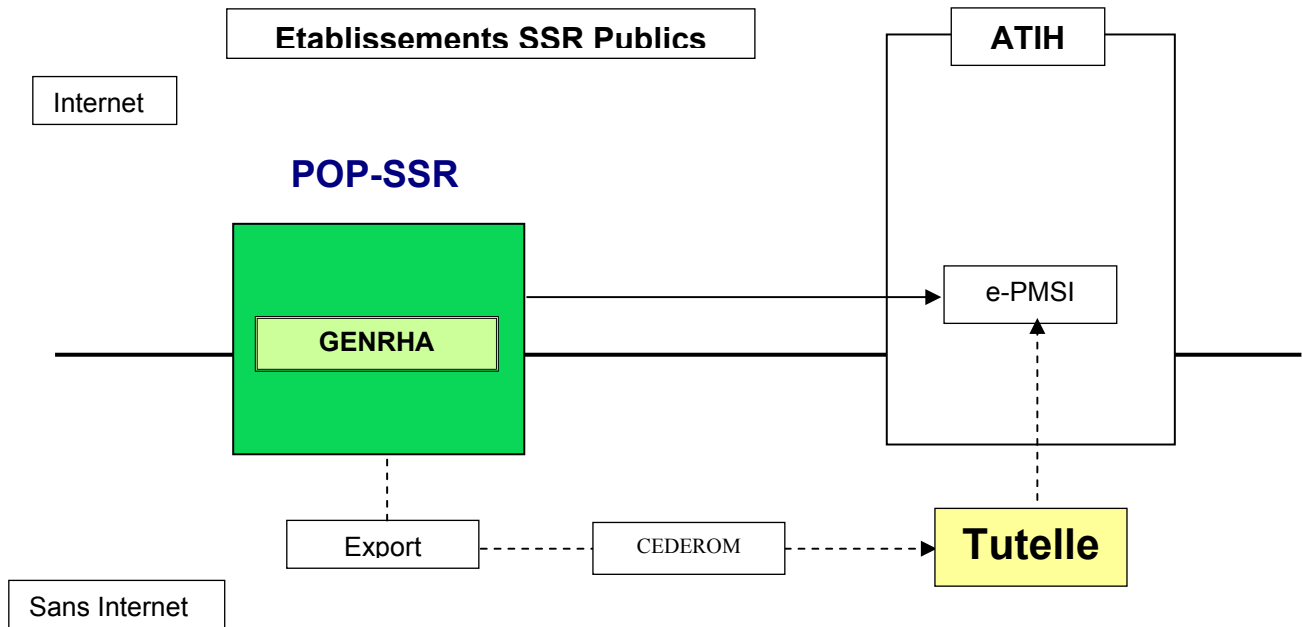 Etablissements SSR Publics
ATIH
Internet
POP-SSR
e-PMSI
GENRHA
Export
CEDEROM
Tutelle
Sans Internet